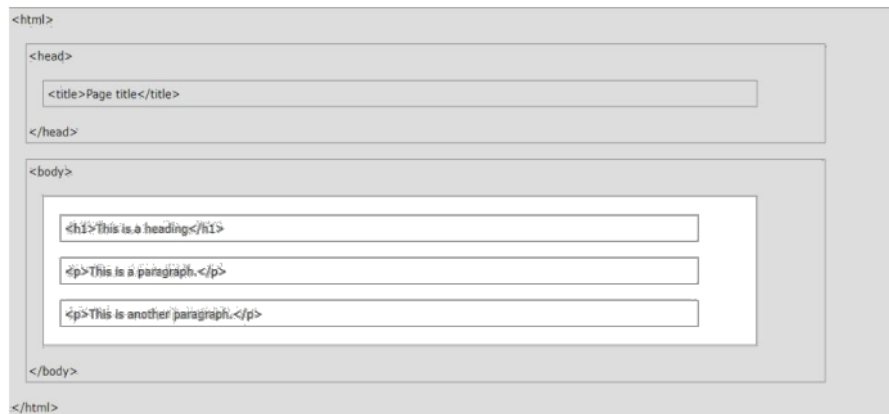 <html>
<head>
<title>Page title</title>
</head>
<body>
<h1>This is a heading</h1>
<p>This is a paragraph.</p>
<p>This is another paragraph.</p>
</body>
</html>